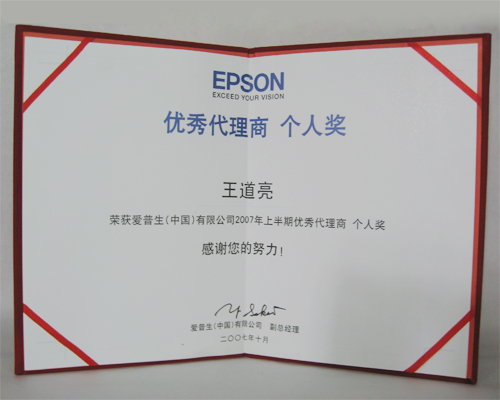 EPSON
EXCEED YOUR VISION
优秀代理商 个人奖
王道亮
荣获爱普生(中国)有限公司2007年上半期优秀代理商 个人奖
感谢您的努力!
爱普生(中国)有限公司 副总经理
二〇〇七年十月